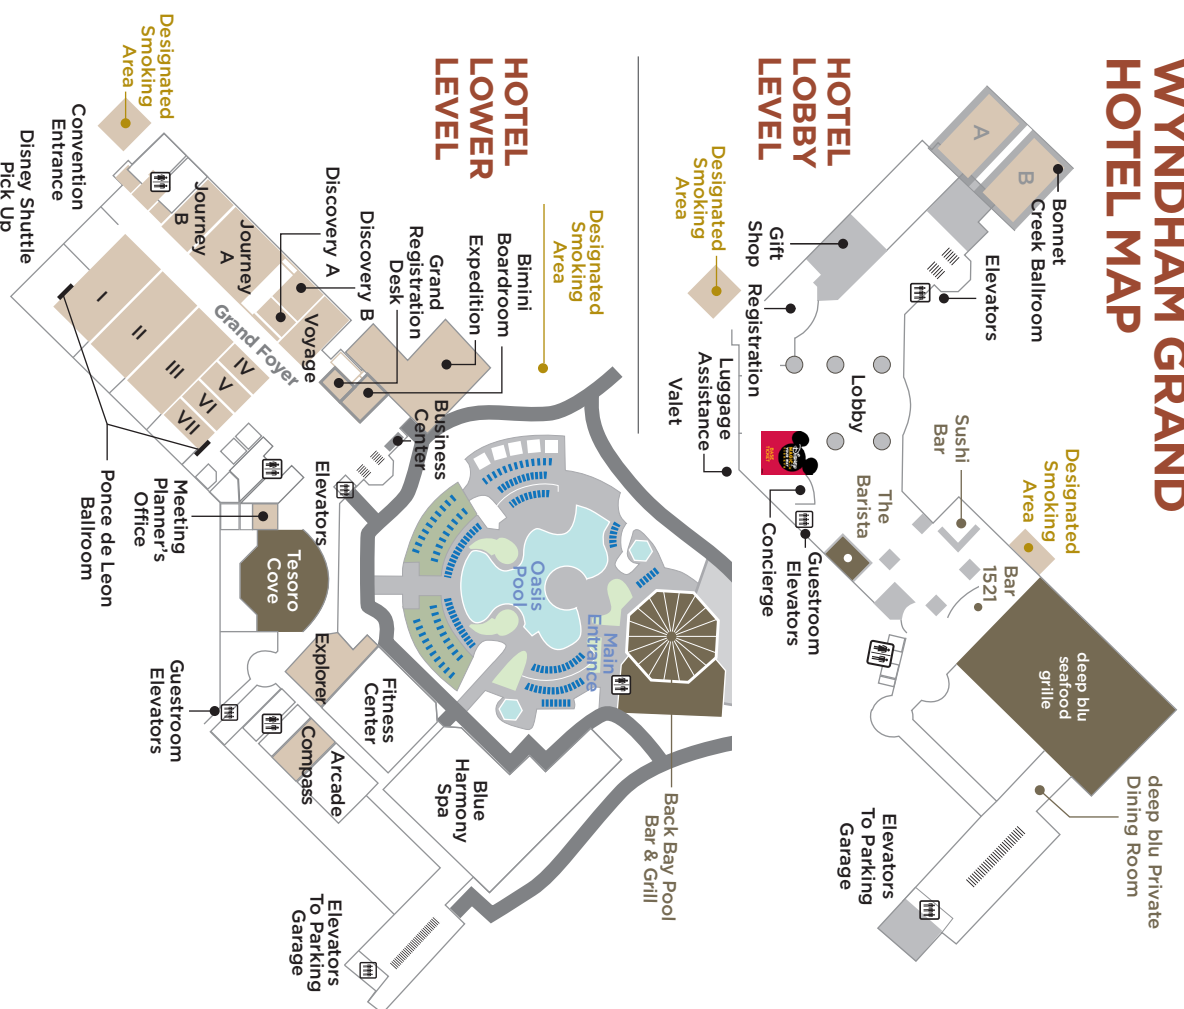 WYNDHAM GRAND
HOTEL MAP
HOTEL
LOBBY
LEVEL
A
B
Bonnet
Creek Ballroom
Elevators
Gift
Shop
Registration
Designated
Smoking
Area
Lobby
Luggage
Assistance
Valet
Concierge
Guestroom
Elevators
The
Barista
Sushi
Bar
Designated
Smoking
Area
Bar
1521
deep blu
seafood
grille
deep blu Private
Dining Room
Elevators
To Parking
Garage
HOTEL
LOWER
LEVEL
Designated
Smoking
Area
Designated
Smoking
Area
Convention
Entrance
Disney Shuttle
Pick Up
Journey
B
Journey
A
Discovery A
Discovery B
Voyage
Grand
Registration
Desk
Expedition
Bimini
Boardroom
Business
Center
Grand Foyer
I
II
III
IV
V
VI
VII
Ponce de Leon
Ballroom
Meeting
Planner's
Office
Elevators
Tesoro
Cove
Oasis
Pool
Main
Entrance
Back Bay Pool
Bar & Grill
Explorer
Fitness
Center
Guestroom
Elevators
Compass
Arcade
Blue
Harmony
Spa
Elevators
To Parking
Garage